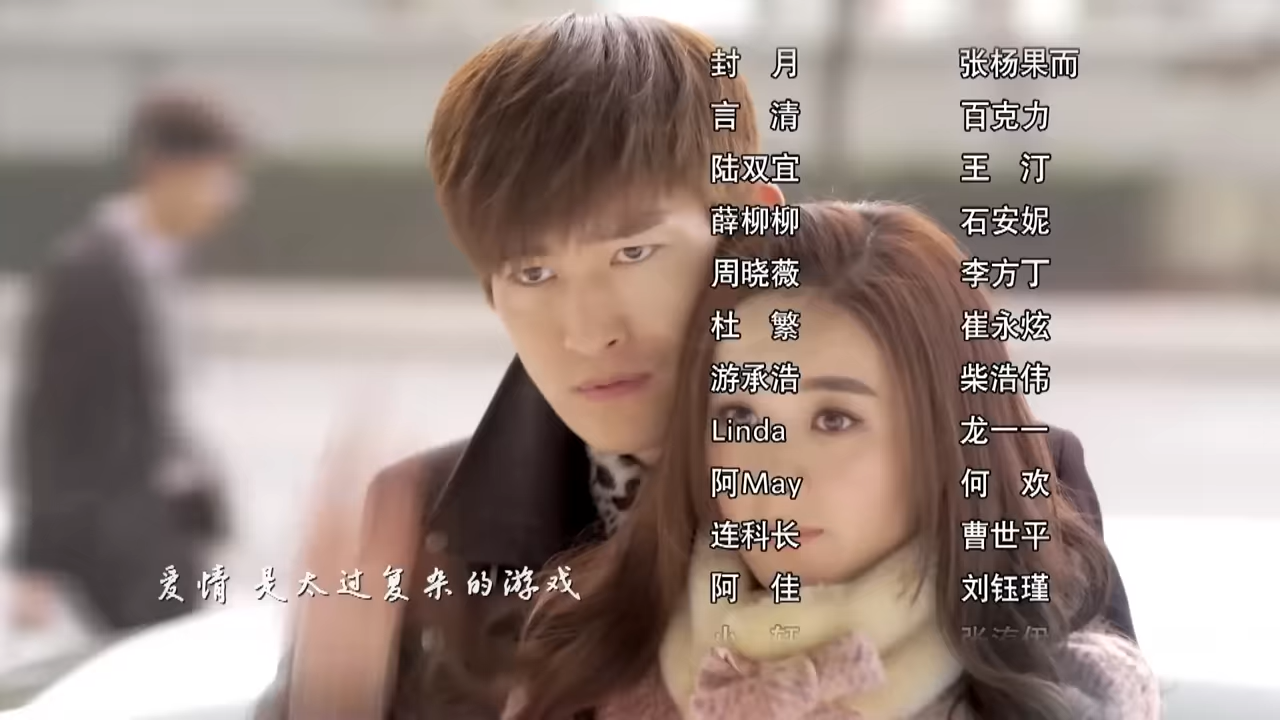 封 月 张杨果而
言 清 百克力
陆双宜 王 汀
薛柳柳 石安妮
周晓薇 李方丁
杜 繁 崔永炫
游承浩 柴浩伟
Linda 龙一一
阿May 何 欢
连科长 曹世平
阿 佳 刘钰瑾
爱情 是太过复杂的游戏